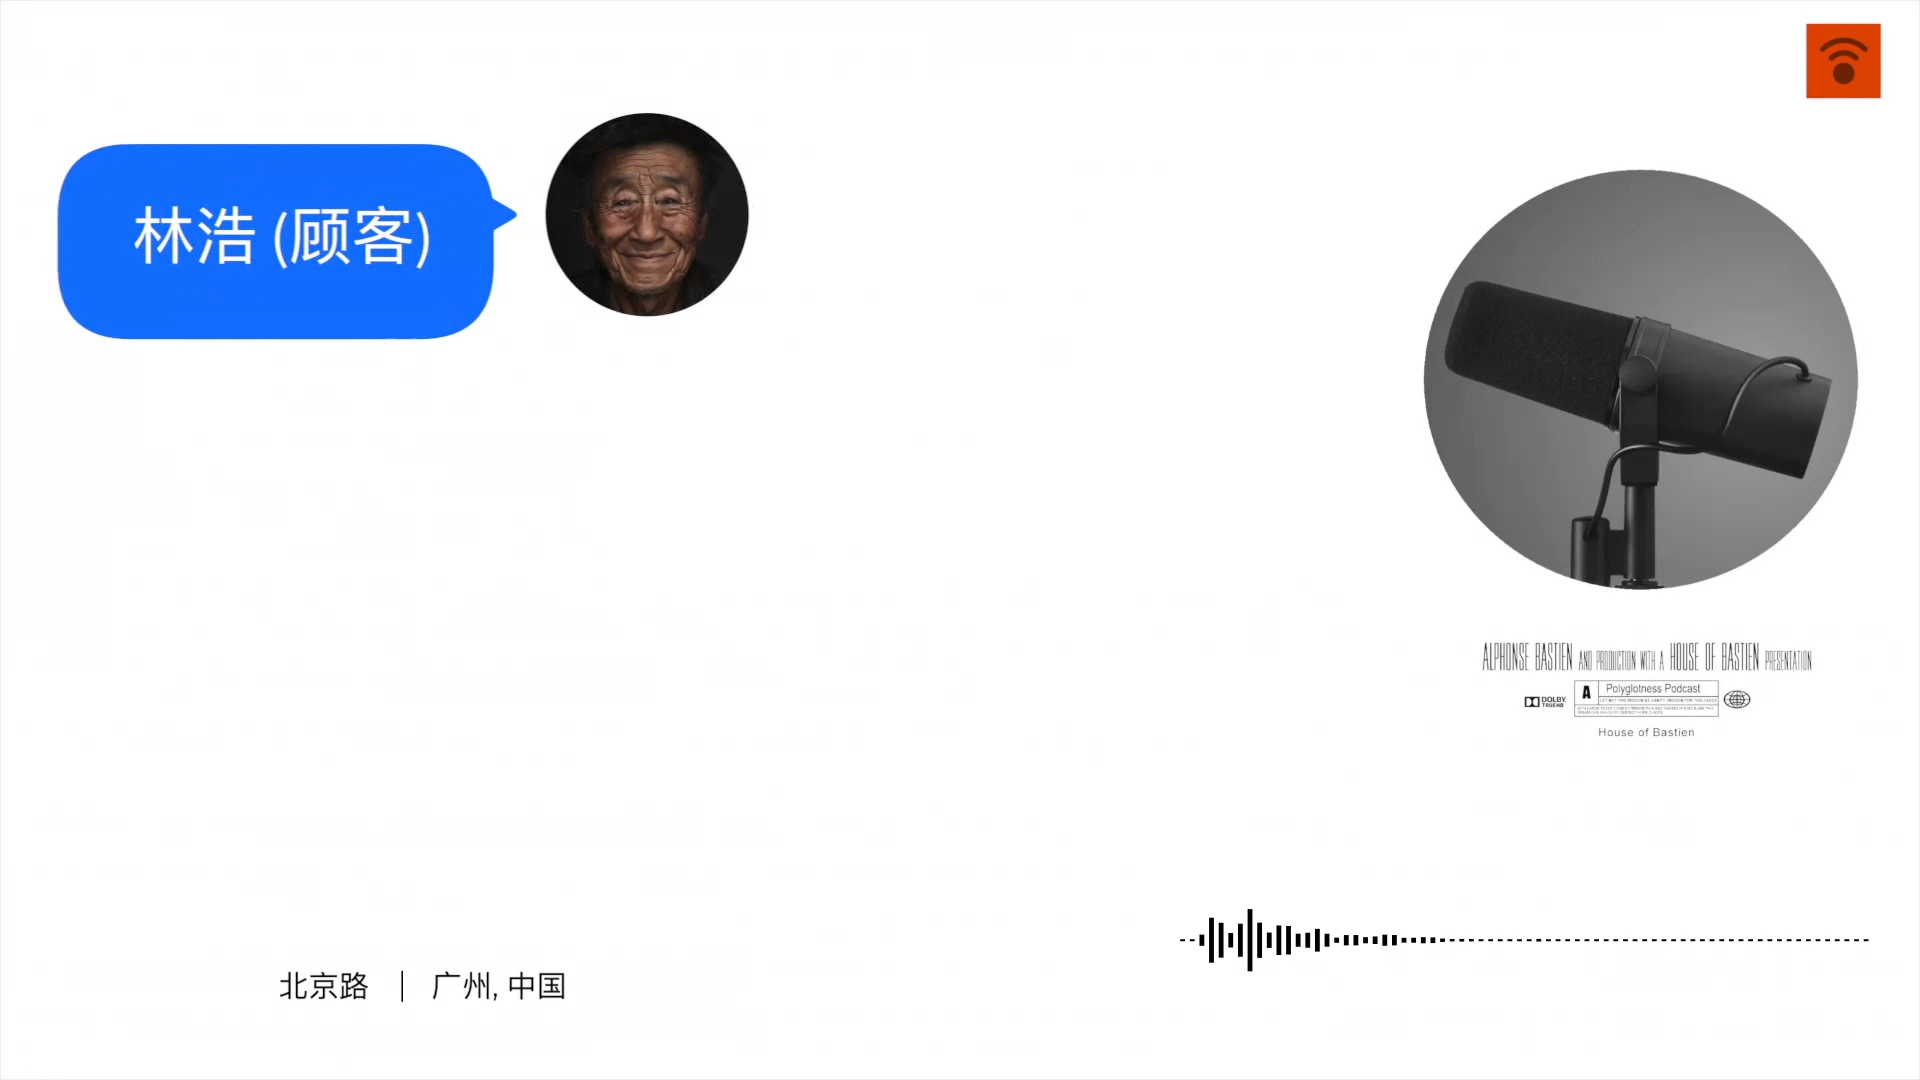 林浩 (顾客)
ALPHONSE BASTIEN AND PRODUCTION WITH A HOUSE OF BASTIEN PRESENTATION
DOLBY TRUEHD
A
Polyglotness Podcast
House of Bastien
北京路 | 广州, 中国